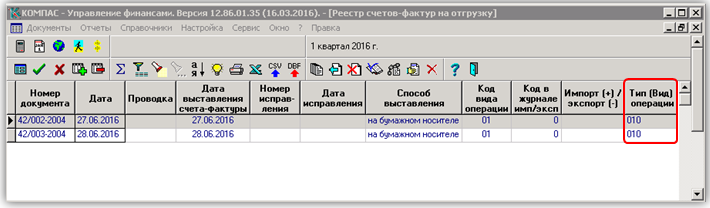 КОМПАС - Управление финансами. Версия 12.86.01.35 (16.03.2016). - [Реестр счетов-фактур на отгрузку]
Документы Отчеты Справочники Настройка Сервис Окно ? Правка
1 квартал 2016 г.
Σ А Я CSV DBF ?
Номер документа Дата Проводка Дата выставления счета-фактуры Номер исправ-ления Дата исправления Способ выставления Код вида операции Код в журнале имп/эксп Импорт (+) / экспорт (-) Тип (Вид) операции
42/002-2004 27.06.2016 27.06.2016 на бумажном носителе 01 0 010
42/003-2004 28.06.2016 28.06.2016 на бумажном носителе 01 0 010